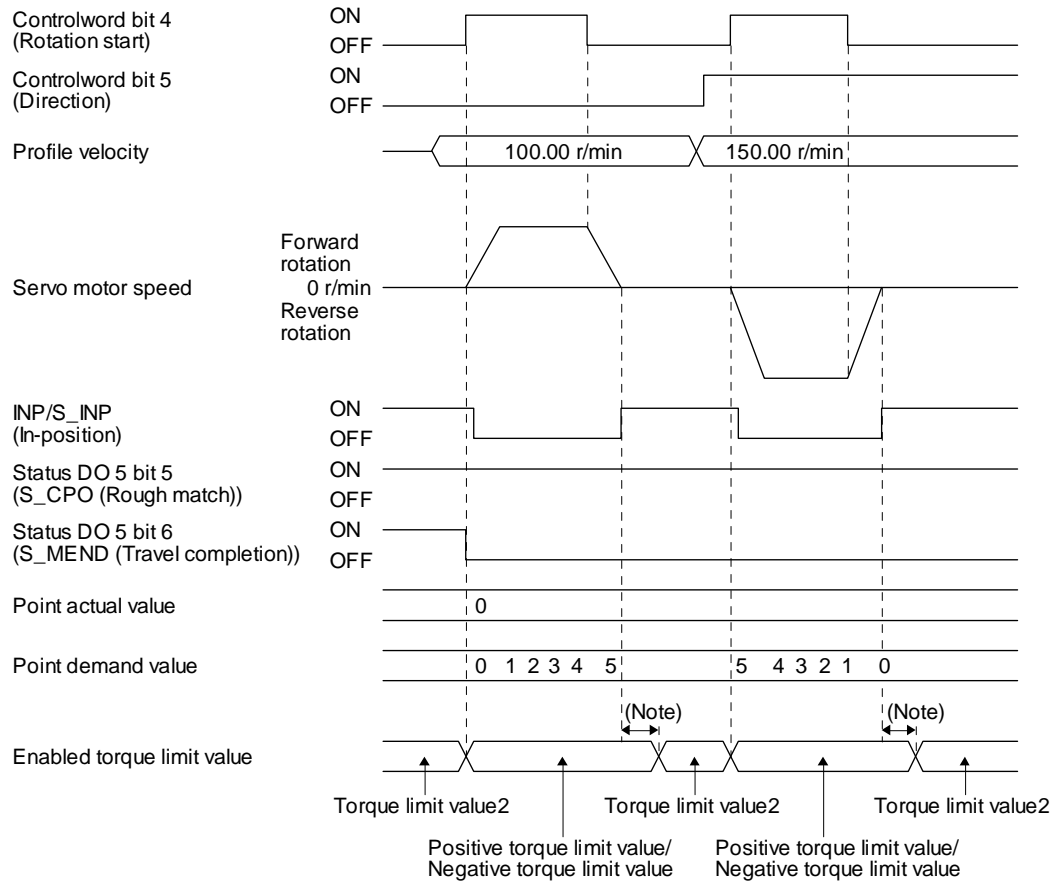 Controlword bit 4
(Rotation start)
ON
OFF
Controlword bit 5
(Direction)
ON
OFF
Profile velocity
100.00 r/min
150.00 r/min
Forward
rotation
Servo motor speed
0 r/min
Reverse
rotation
INP/S_INP
(In-position)
ON
OFF
Status DO 5 bit 5
(S_CPO (Rough match))
ON
OFF
Status DO 5 bit 6
(S_MEND (Travel completion))
ON
OFF
Point actual value
0
Point demand value
0 1 2 3 4 5
5 4 3 2 1 0
(Note)
(Note)
Enabled torque limit value
Torque limit value2
Torque limit value2
Torque limit value2
Positive torque limit value/
Negative torque limit value
Positive torque limit value/
Negative torque limit value